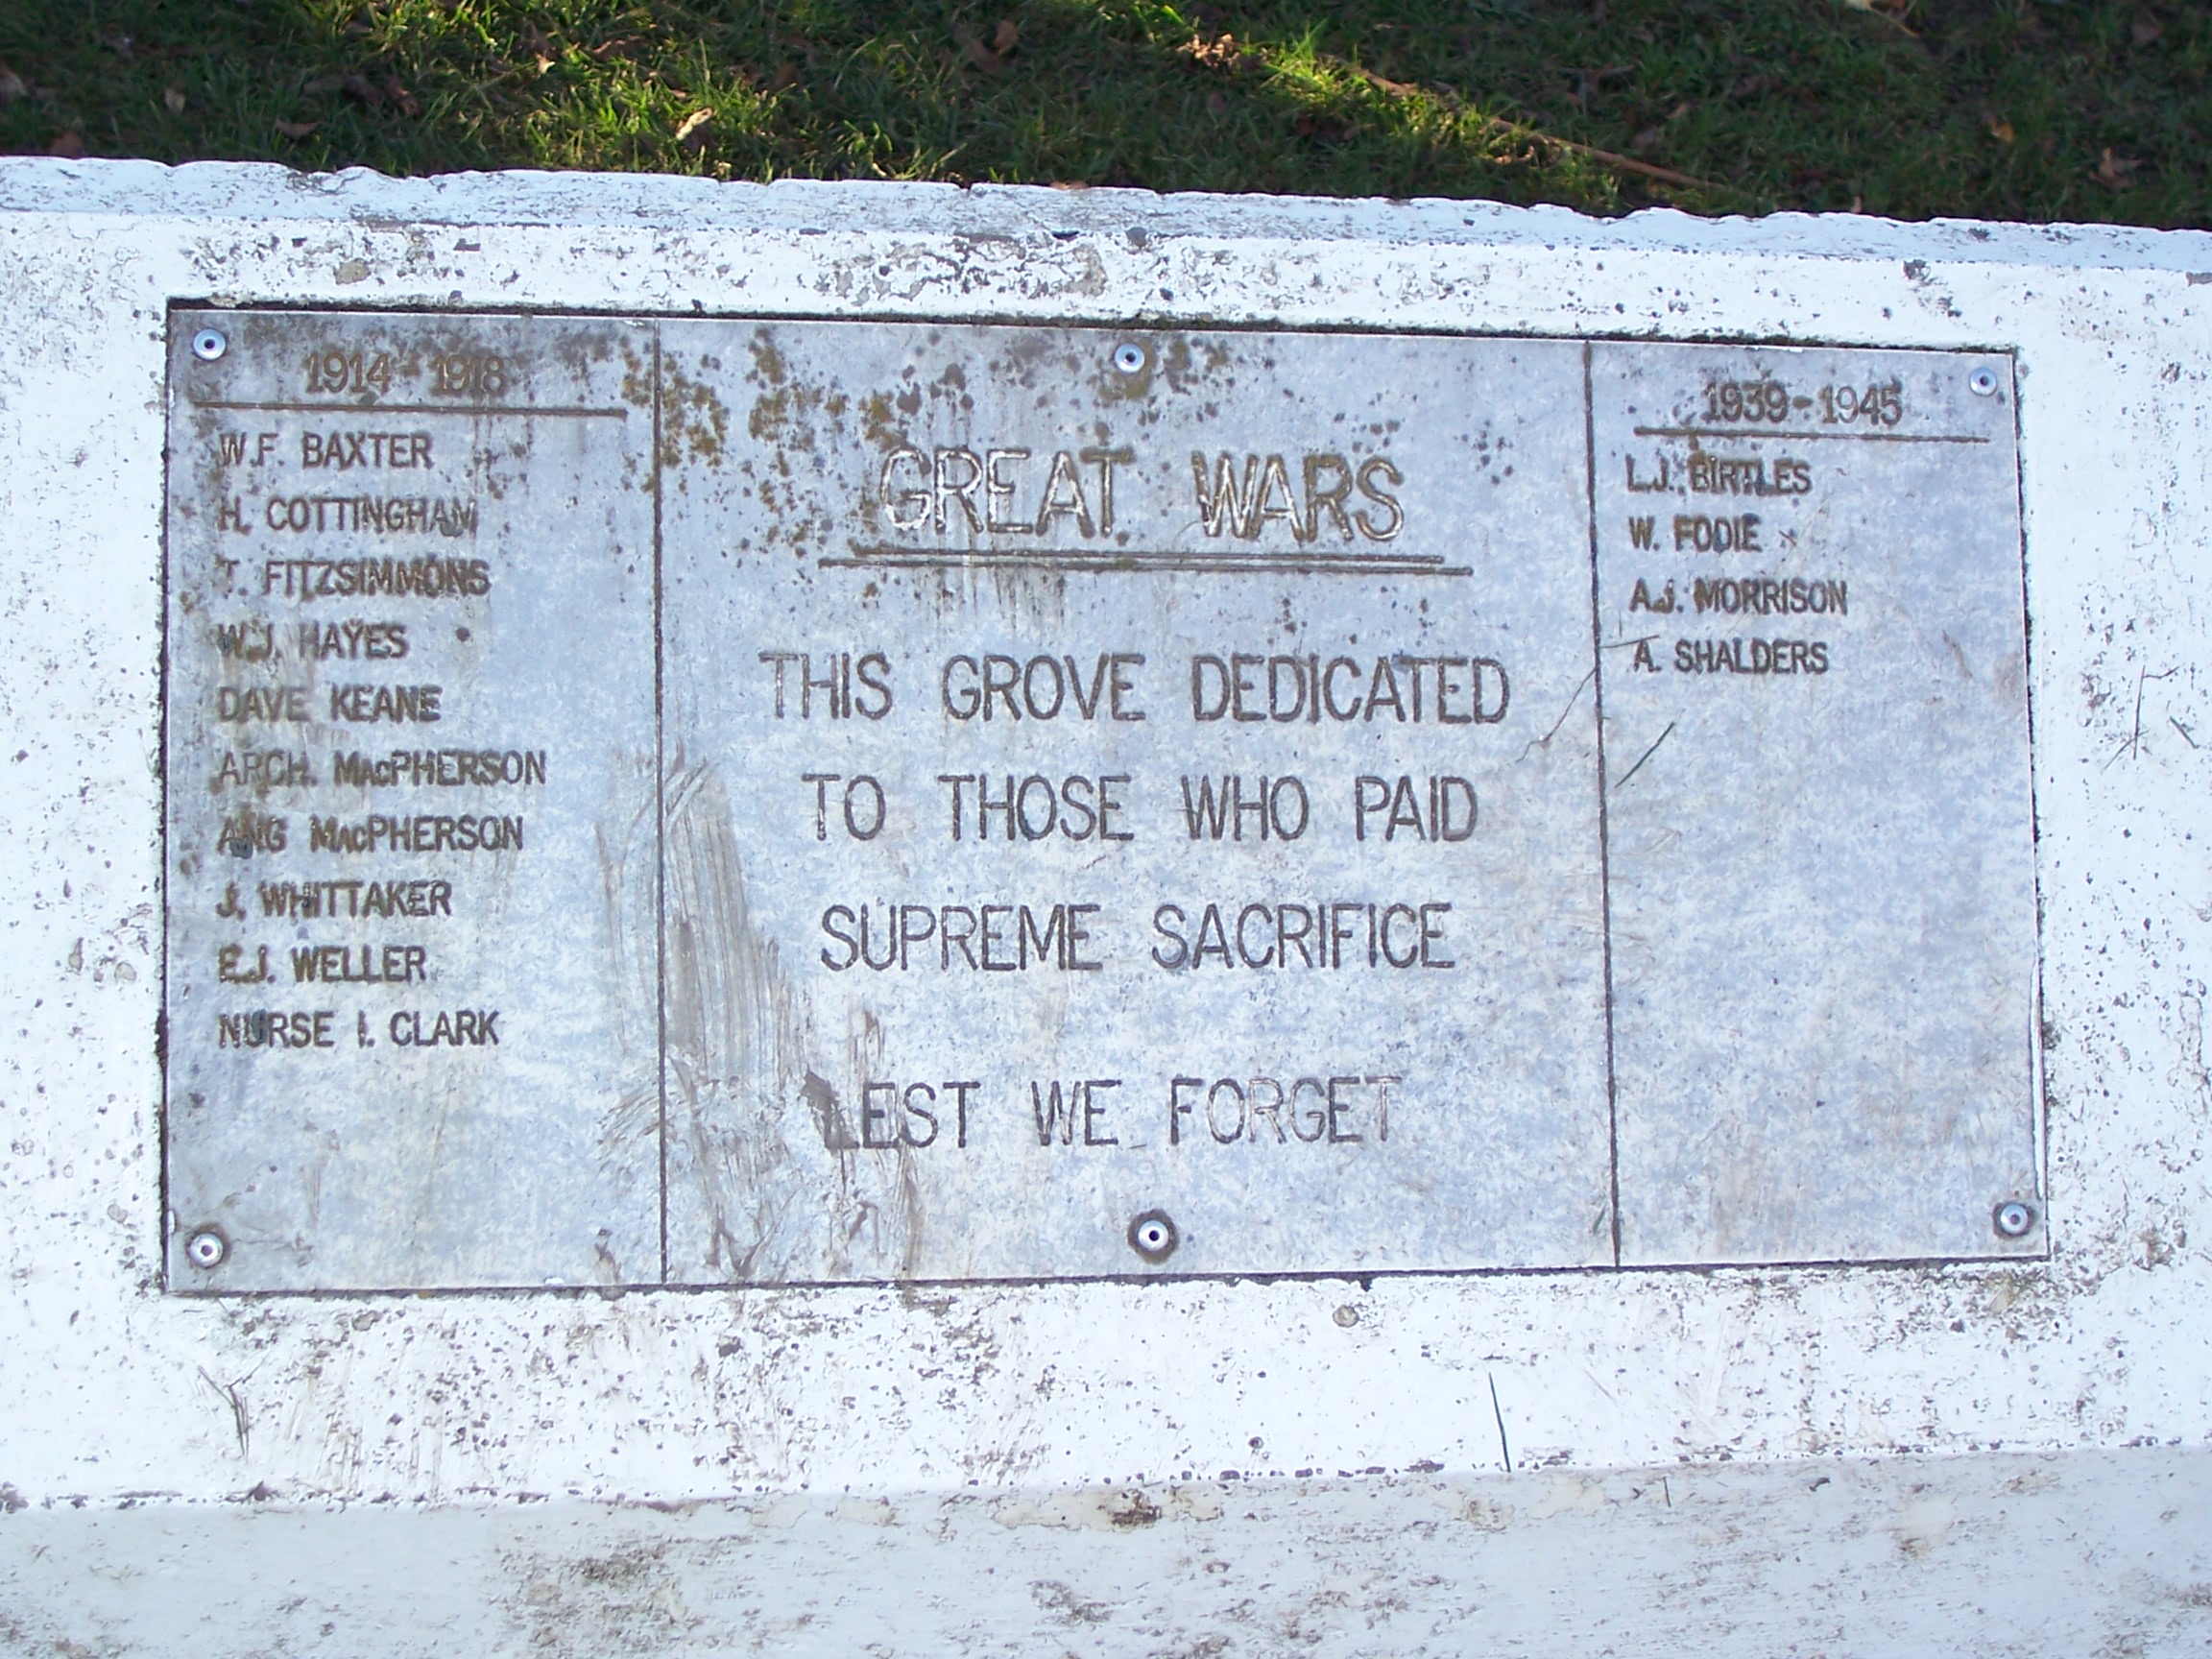 1914 - 1918
W.F. BAXTER
H. COTTINGHAM
T. FITZSIMMONS
W.J. HAYES
DAVE KEANE
ARCH. MACPHERSON
ANG MACPHERSON
J. WHITTAKER
E.J. WELLER
NURSE I. CLARK
GREAT WARS
THIS GROVE DEDICATED
TO THOSE WHO PAID
SUPREME SACRIFICE
LEST WE FORGET
1939 - 1945
L.J. BIRTLES
W. FODIE
A.J. MORRISON
A. SHALDERS